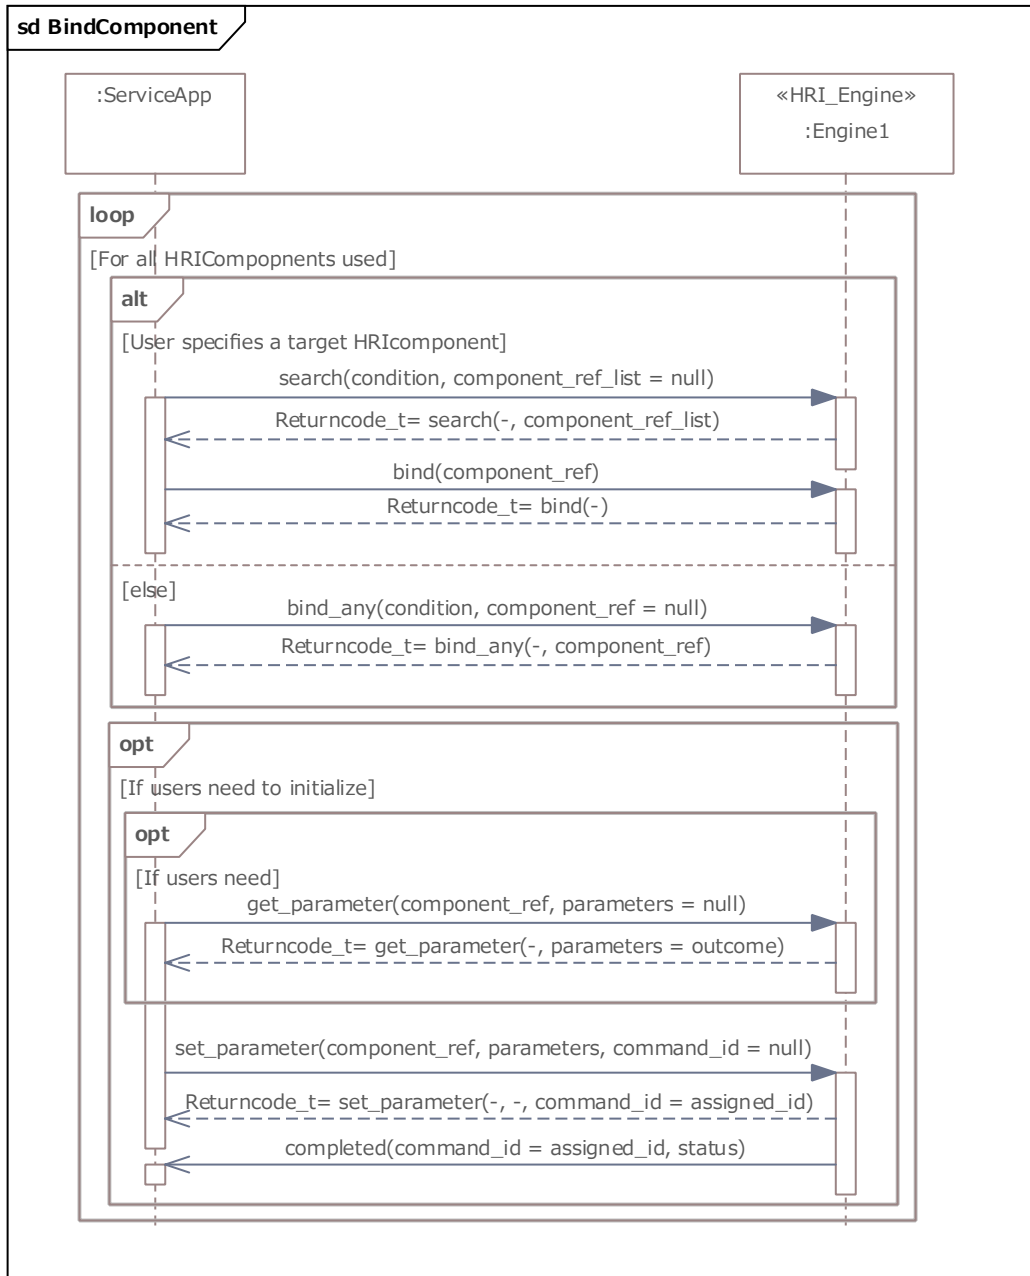 sd BindComponent
:ServiceApp
«HRI_Engine»
:Engine1
loop
[For all HRICompopnents used]
alt
[User specifies a target HRIcomponent]
search(condition, component_ref_list = null)
Returncode_t= search(-, component_ref_list)
bind(component_ref)
Returncode_t= bind(-)
[else]
bind_any(condition, component_ref = null)
Returncode_t= bind_any(-, component_ref)
opt
[If users need to initialize]
opt
[If users need]
get_parameter(component_ref, parameters = null)
Returncode_t= get_parameter(-, parameters = outcome)
set_parameter(component_ref, parameters, command_id = null)
Returncode_t= set_parameter(-, -, command_id = assigned_id)
completed(command_id = assigned_id, status)